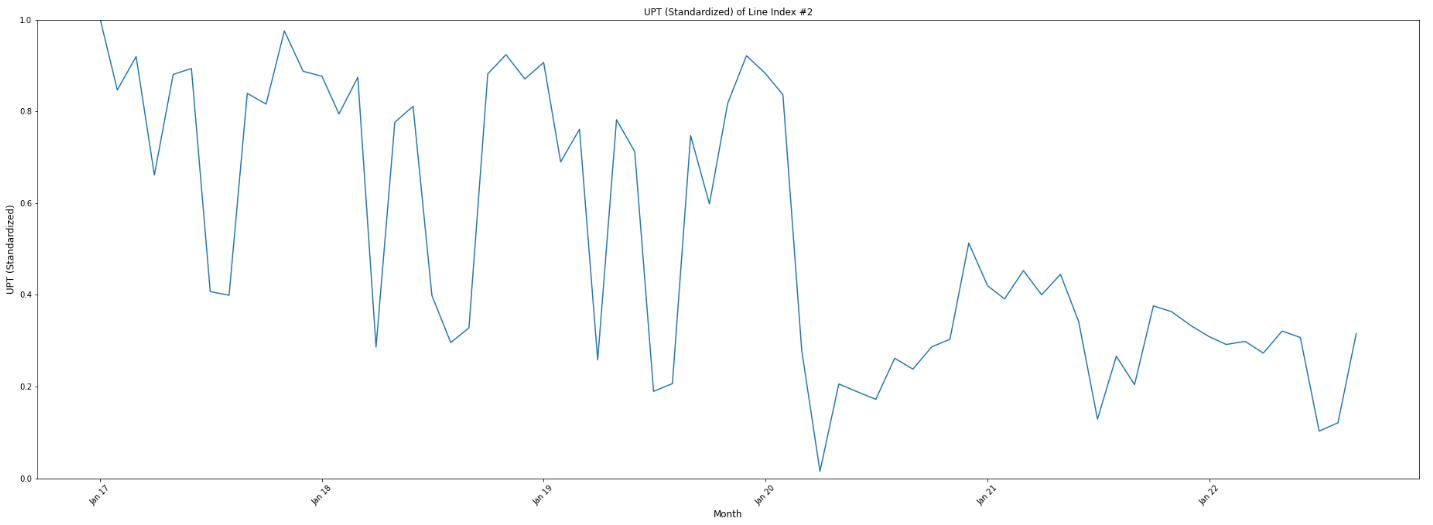 UPT (Standardized) of Line Index #2
1.0
0.8
0.6
0.4
0.2
0.0
UPT (Standardized)
Jan 17
Jan 18
Jan 19
Jan 20
Jan 21
Jan 22
Month